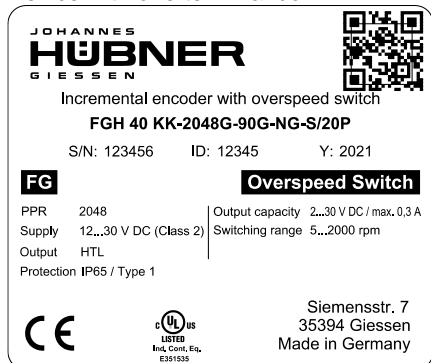 JOHANNES
HÜBNER
GIESSEN
Incremental encoder with overspeed switch
FGH 40 KK-2048G-90G-NG-S/20P
S/N: 123456 ID: 12345 Y: 2021
FG Overspeed Switch
PPR 2048 Output capacity 2...30 V DC / max. 0,3 A
Supply 12...30 V DC (Class 2) Switching range 5...2000 rpm
Output HTL
Protection IP65 / Type 1
Siemensstr. 7
35394 Giessen
Made in Germany
CE
c UL us
LISTED
Ind. Cont. Eq.
E351535